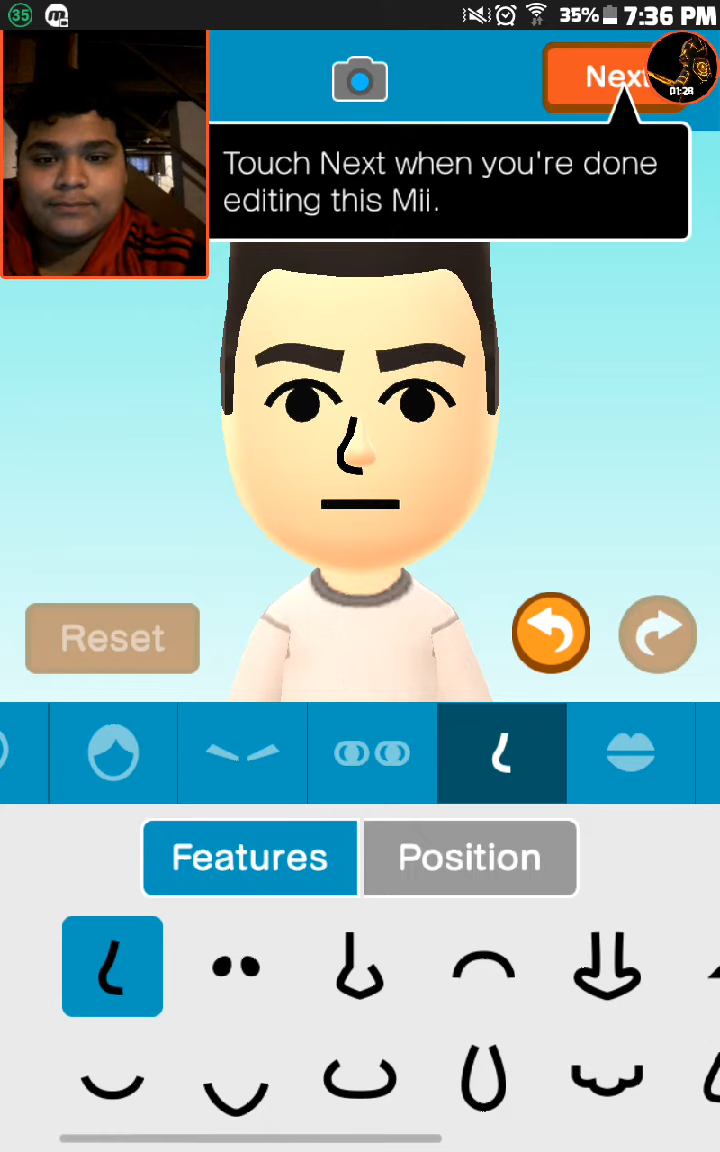 35
35% 7:36 PM
Next
01:28
Touch Next when you're done
editing this Mii.
Reset
Features
Position